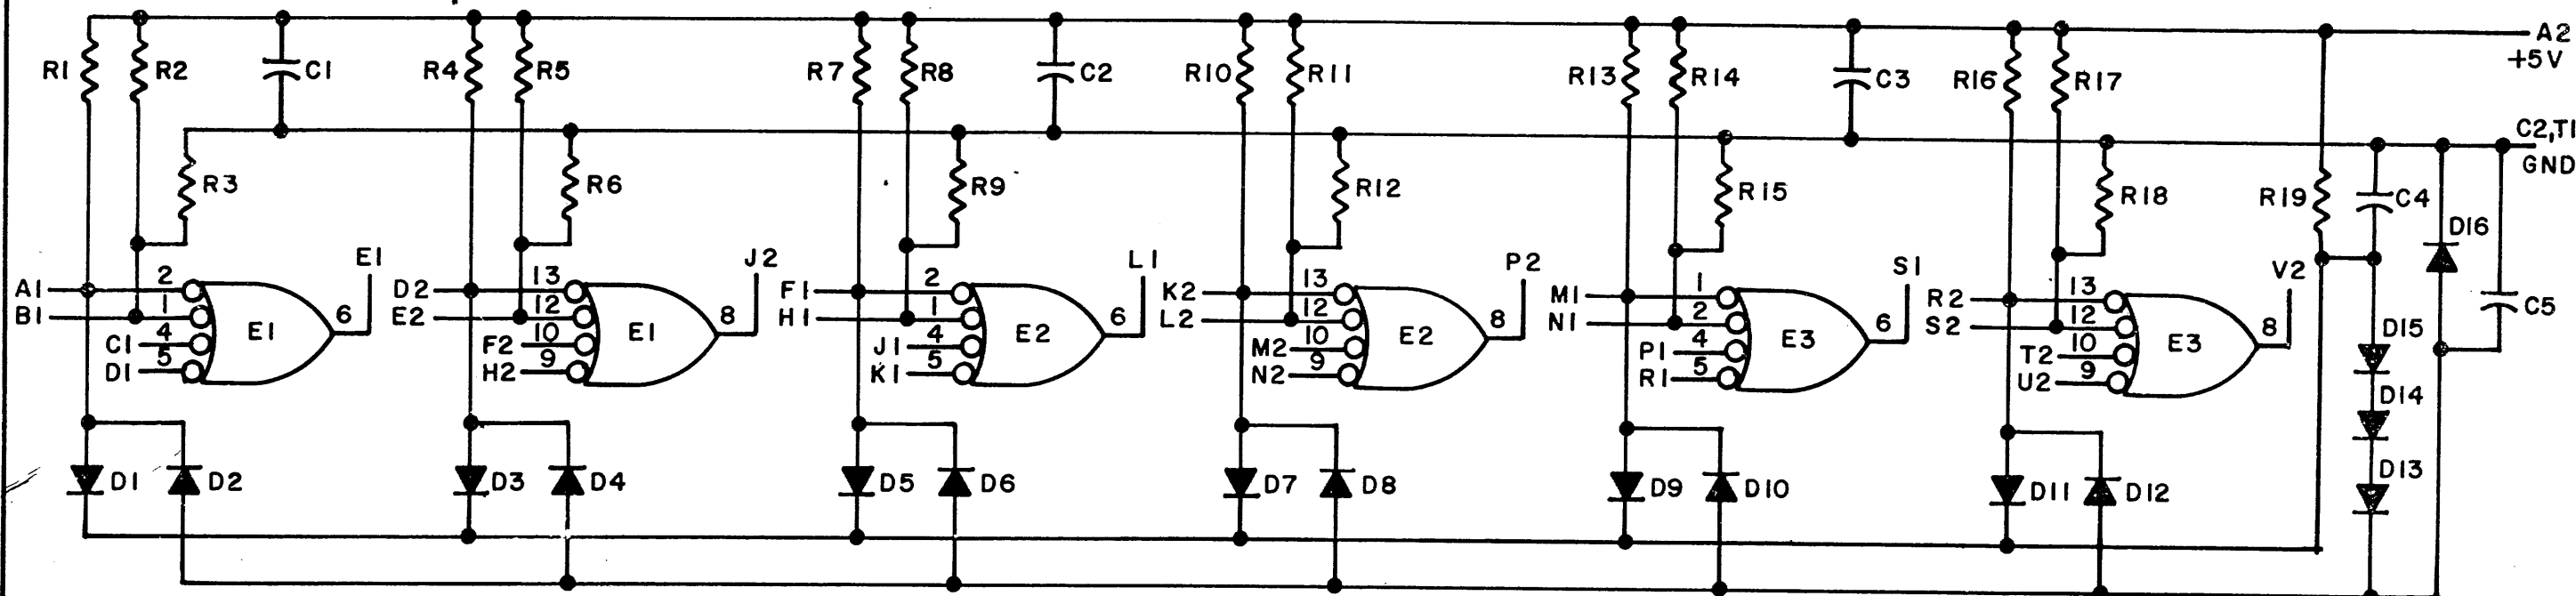 A2
+5V
R1 R2 C1 R4 R5 R7 R8 C2 R10 R11 R13 R14 C3 R16 R17
C2,T1
GND
R3 R6 R9 R12 R15 R18 R19 C4
D16
E1 J2 L1 P2 S1 V2
A1 2 D2 13 F1 2 K2 13 M1 1 R2 13
B1 1 E1 6 E2 12 E1 8 H1 1 E2 6 L2 12 E2 8 N1 2 E3 6 S2 12 E3 8 C5
C1 4 F2 10 J1 4 M2 10 P1 4 T2 10 D15
D1 5 H2 9 K1 5 N2 9 R1 5 U2 9
D14
D1 D2 D3 D4 D5 D6 D7 D8 D9 D10 D11 D12 D13